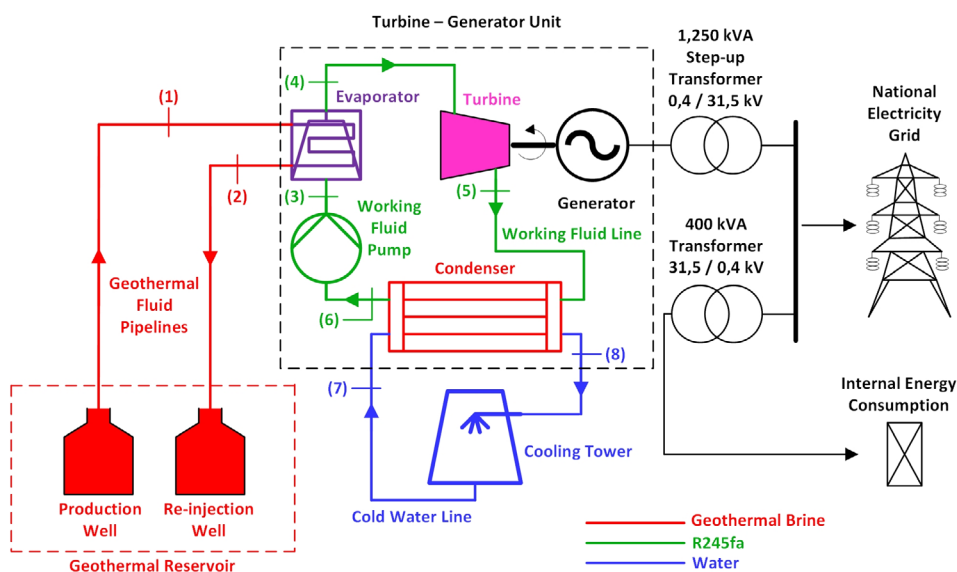 Turbine – Generator Unit
1,250 kVA
Step-up
Transformer
0,4 / 31,5 kV
National
Electricity
Grid
(1)
(2)
(4)
Evaporator
Turbine
(3)
Working
Fluid
Pump
(5)
Generator
Working Fluid Line
400 kVA
Transformer
31,5 / 0,4 kV
Geothermal
Fluid
Pipelines
Condenser
(6)
(7)
(8)
Internal Energy
Consumption
Cooling Tower
Production
Well
Re-injection
Well
Cold Water Line
Geothermal Reservoir
Geothermal Brine
R245fa
Water